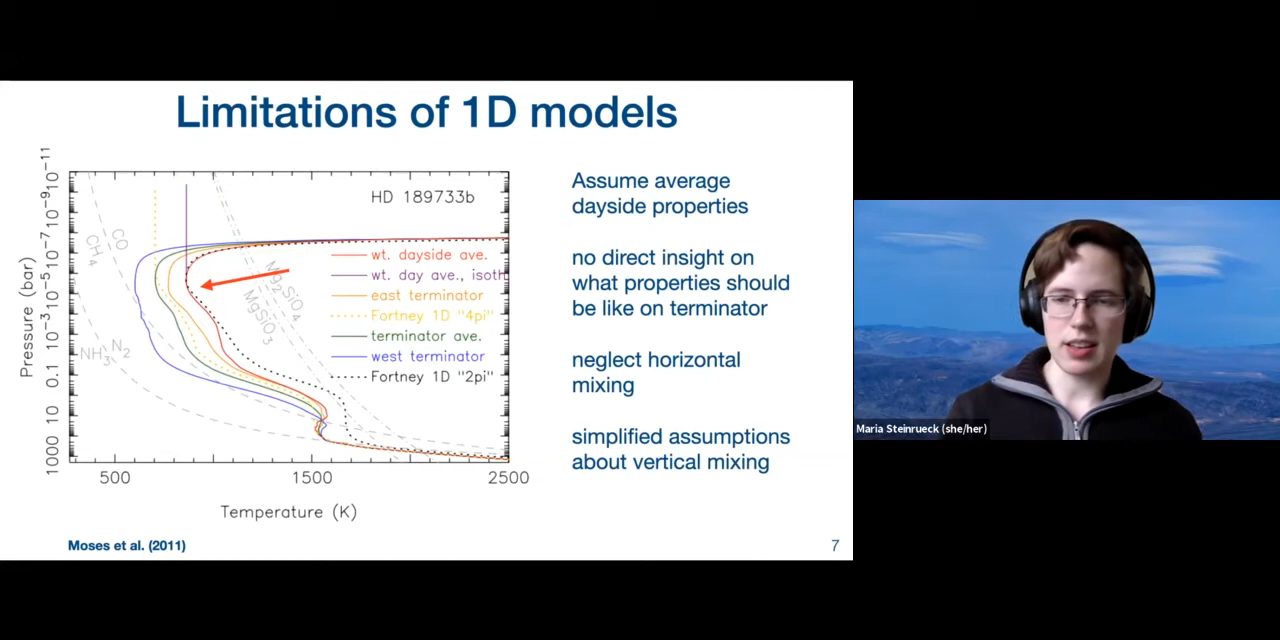 Limitations of 1D models
HD 189733b
wt. dayside ave.
wt. day ave., isoth
east terminator
Fortney 1D "4pi"
terminator ave.
west terminator
Fortney 1D "2pi"
CO
CH₄
NH₃
N₂
Mg₂SiO₄
MgSiO₃
Pressure (bar)
10⁻¹¹
10⁻⁹
10⁻⁷
10⁻⁵
10⁻³
0.1
10
1000
500
1500
2500
Temperature (K)
Assume average
dayside properties
no direct insight on
what properties should
be like on terminator
neglect horizontal
mixing
simplified assumptions
about vertical mixing
Moses et al. (2011)
7
Maria Steinrueck (she/her)